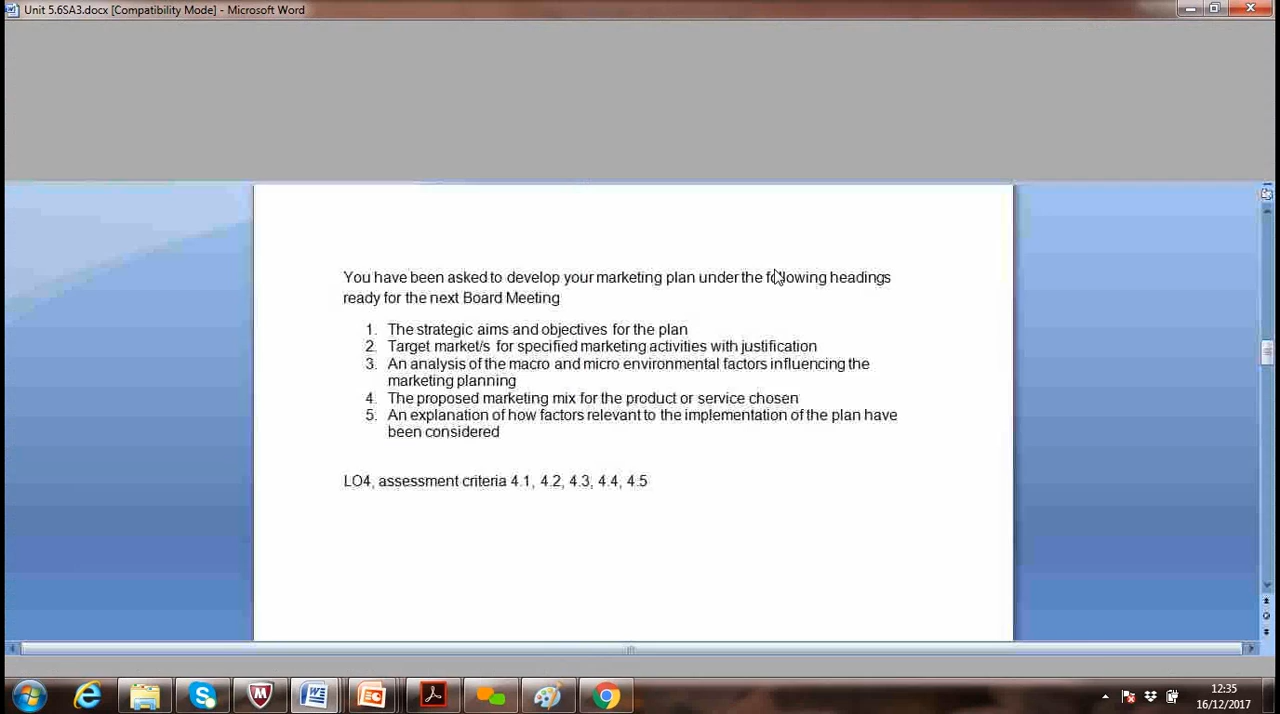 Unit 5.6SA3.docx [Compatibility Mode] - Microsoft Word
You have been asked to develop your marketing plan under the following headings
ready for the next Board Meeting
1. The strategic aims and objectives for the plan
2. Target market/s for specified marketing activities with justification
3. An analysis of the macro and micro environmental factors influencing the
marketing planning
4. The proposed marketing mix for the product or service chosen
5. An explanation of how factors relevant to the implementation of the plan have
been considered
LO4, assessment criteria 4.1, 4.2, 4.3, 4.4, 4.5
12:35
16/12/2017